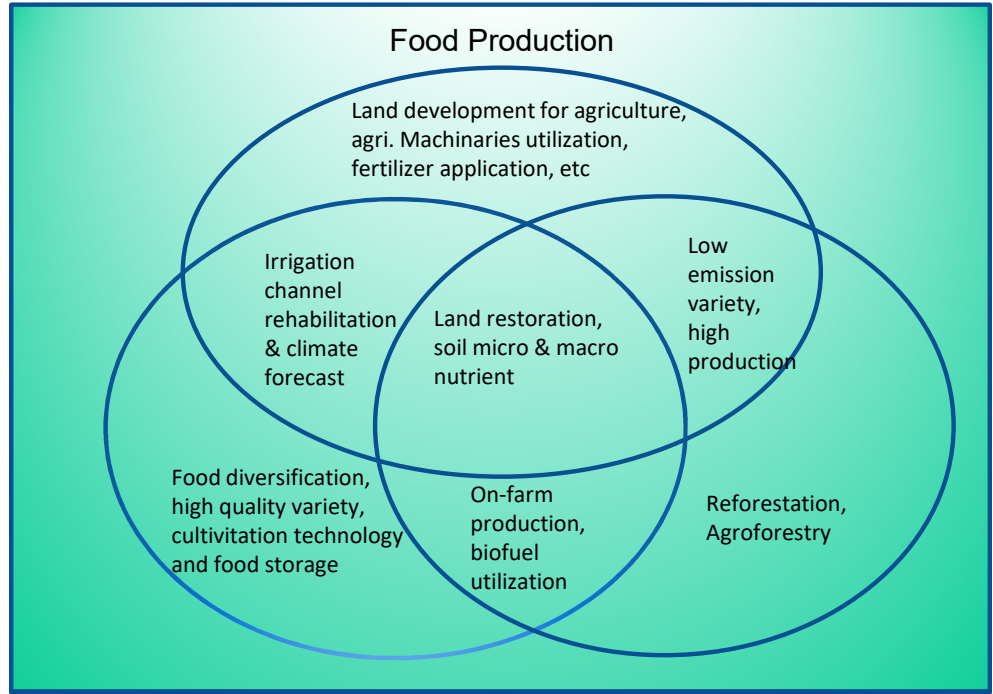 Food Production
Land development for agriculture,
agri. Machinaries utilization,
fertilizer application, etc
Irrigation
channel
rehabilitation
& climate
forecast
Land restoration,
soil micro & macro
nutrient
Low
emission
variety,
high
production
Food diversification,
high quality variety,
cultivitation technology
and food storage
On-farm
production,
biofuel
utilization
Reforestation,
Agroforestry